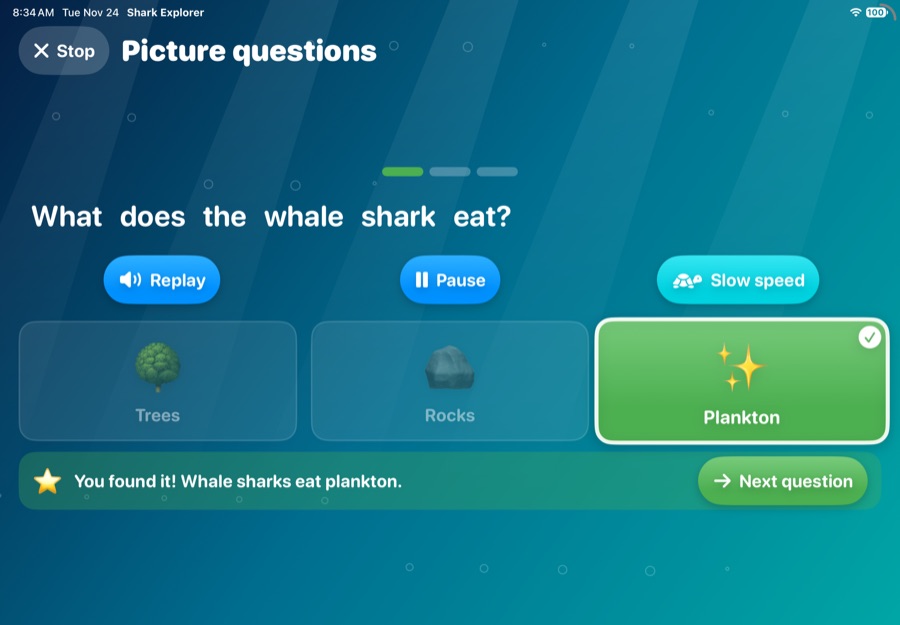 8:34 AM Tue Nov 24 Shark Explorer
100
Stop
Picture questions
What does the whale shark eat?
Replay
Pause
Slow speed
Trees
Rocks
Plankton
You found it! Whale sharks eat plankton.
Next question